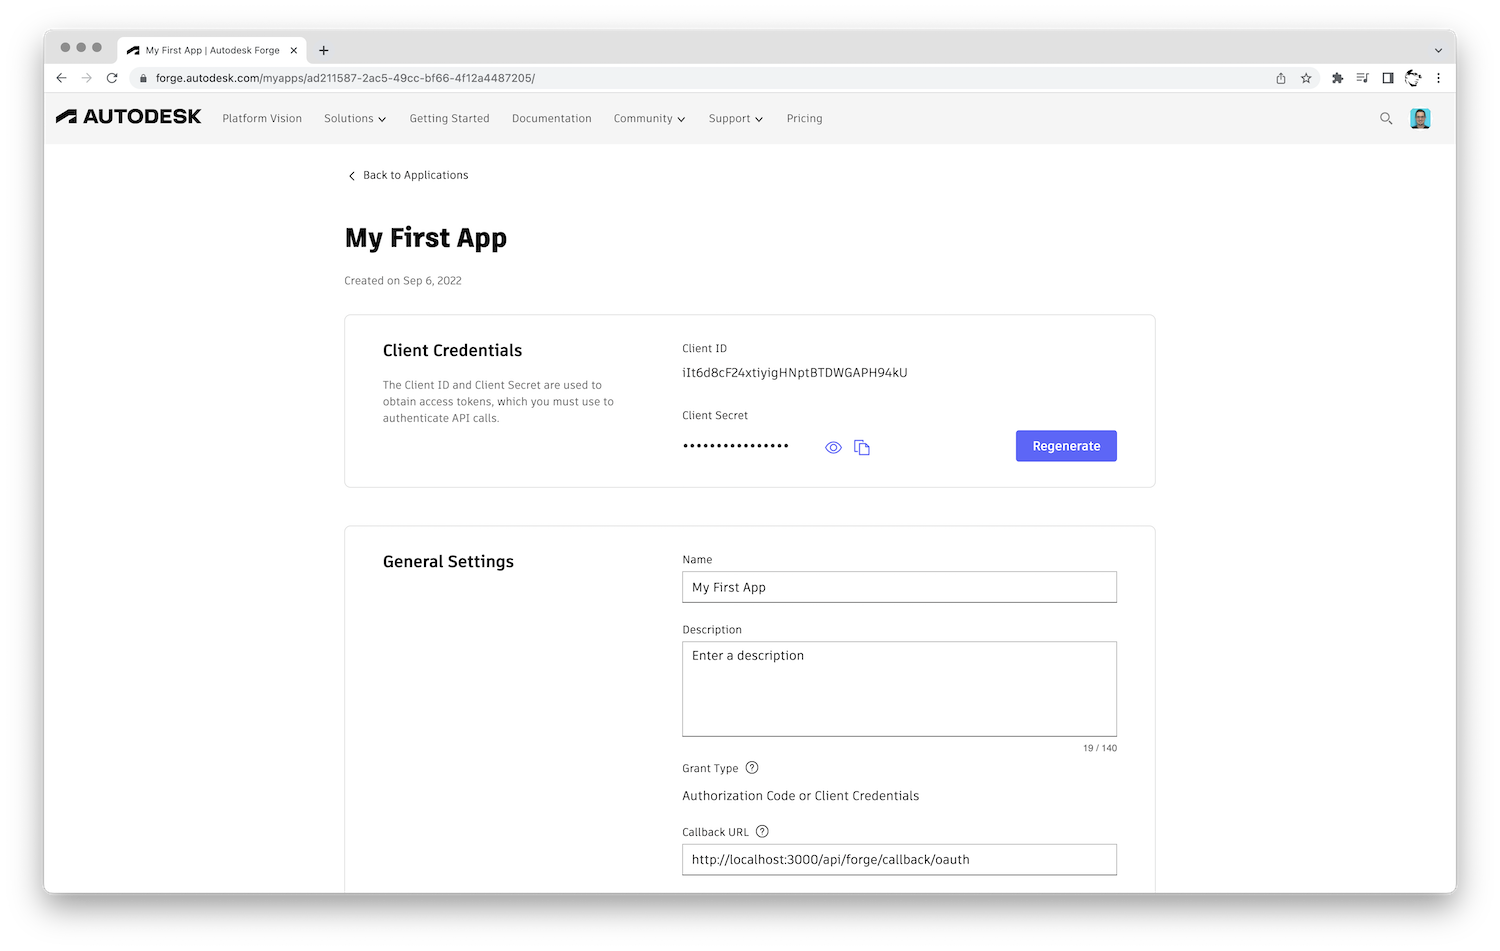 My First App | Autodesk Forge
forge.autodesk.com/myapps/ad211587-2ac5-49cc-bf66-4f12a4487205/
AUTODESK
Platform Vision
Solutions
Getting Started
Documentation
Community
Support
Pricing
Back to Applications
My First App
Created on Sep 6, 2022
Client Credentials
The Client ID and Client Secret are used to
obtain access tokens, which you must use to
authenticate API calls.
Client ID
iIt6d8cF24xtiyigHNptBTDWGAPH94kU
Client Secret
••••••••••••••••
Regenerate
General Settings
Name
My First App
Description
Enter a description
19 / 140
Grant Type
Authorization Code or Client Credentials
Callback URL
http://localhost:3000/api/forge/callback/oauth